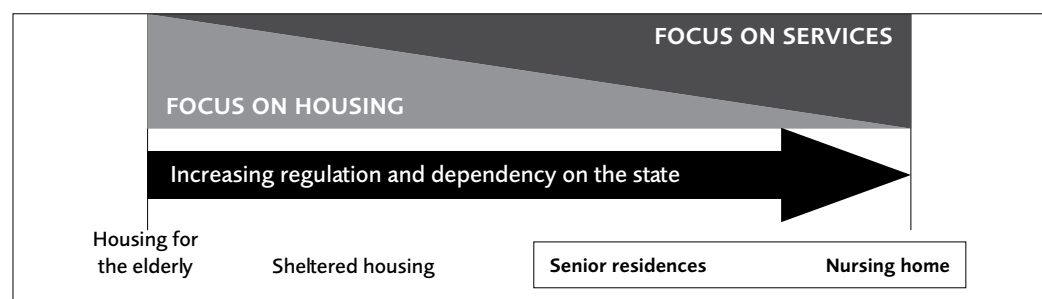 FOCUS ON SERVICES
FOCUS ON HOUSING
Increasing regulation and dependency on the state
Housing for
the elderly
Sheltered housing
Senior residences
Nursing home